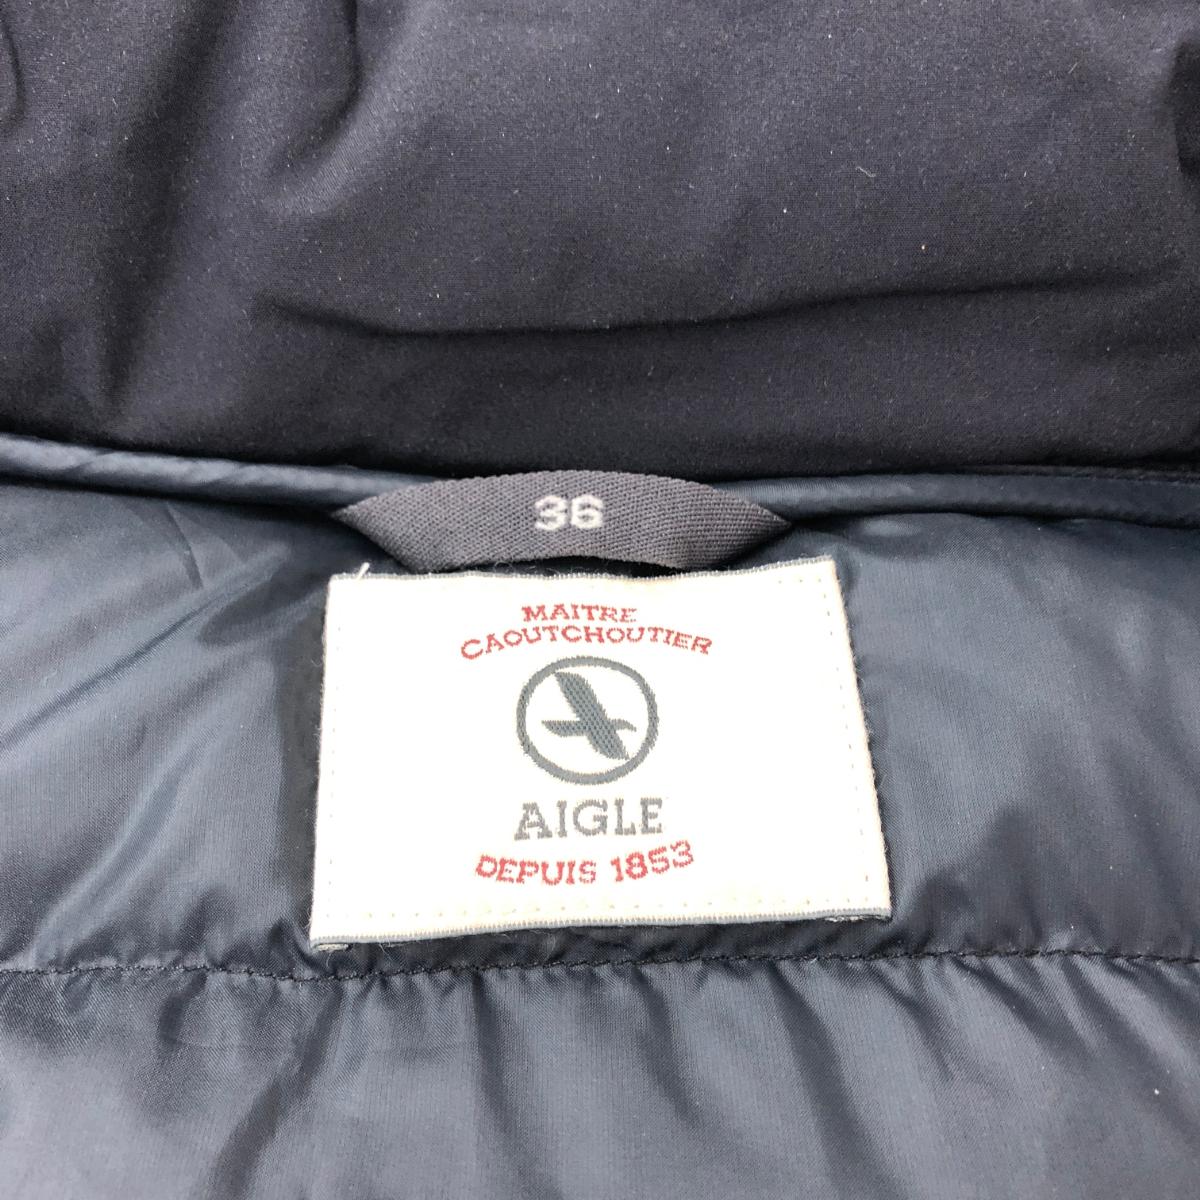 36
MAITRE
CAOUTCHOUTIER
AIGLE
DEPUIS 1853